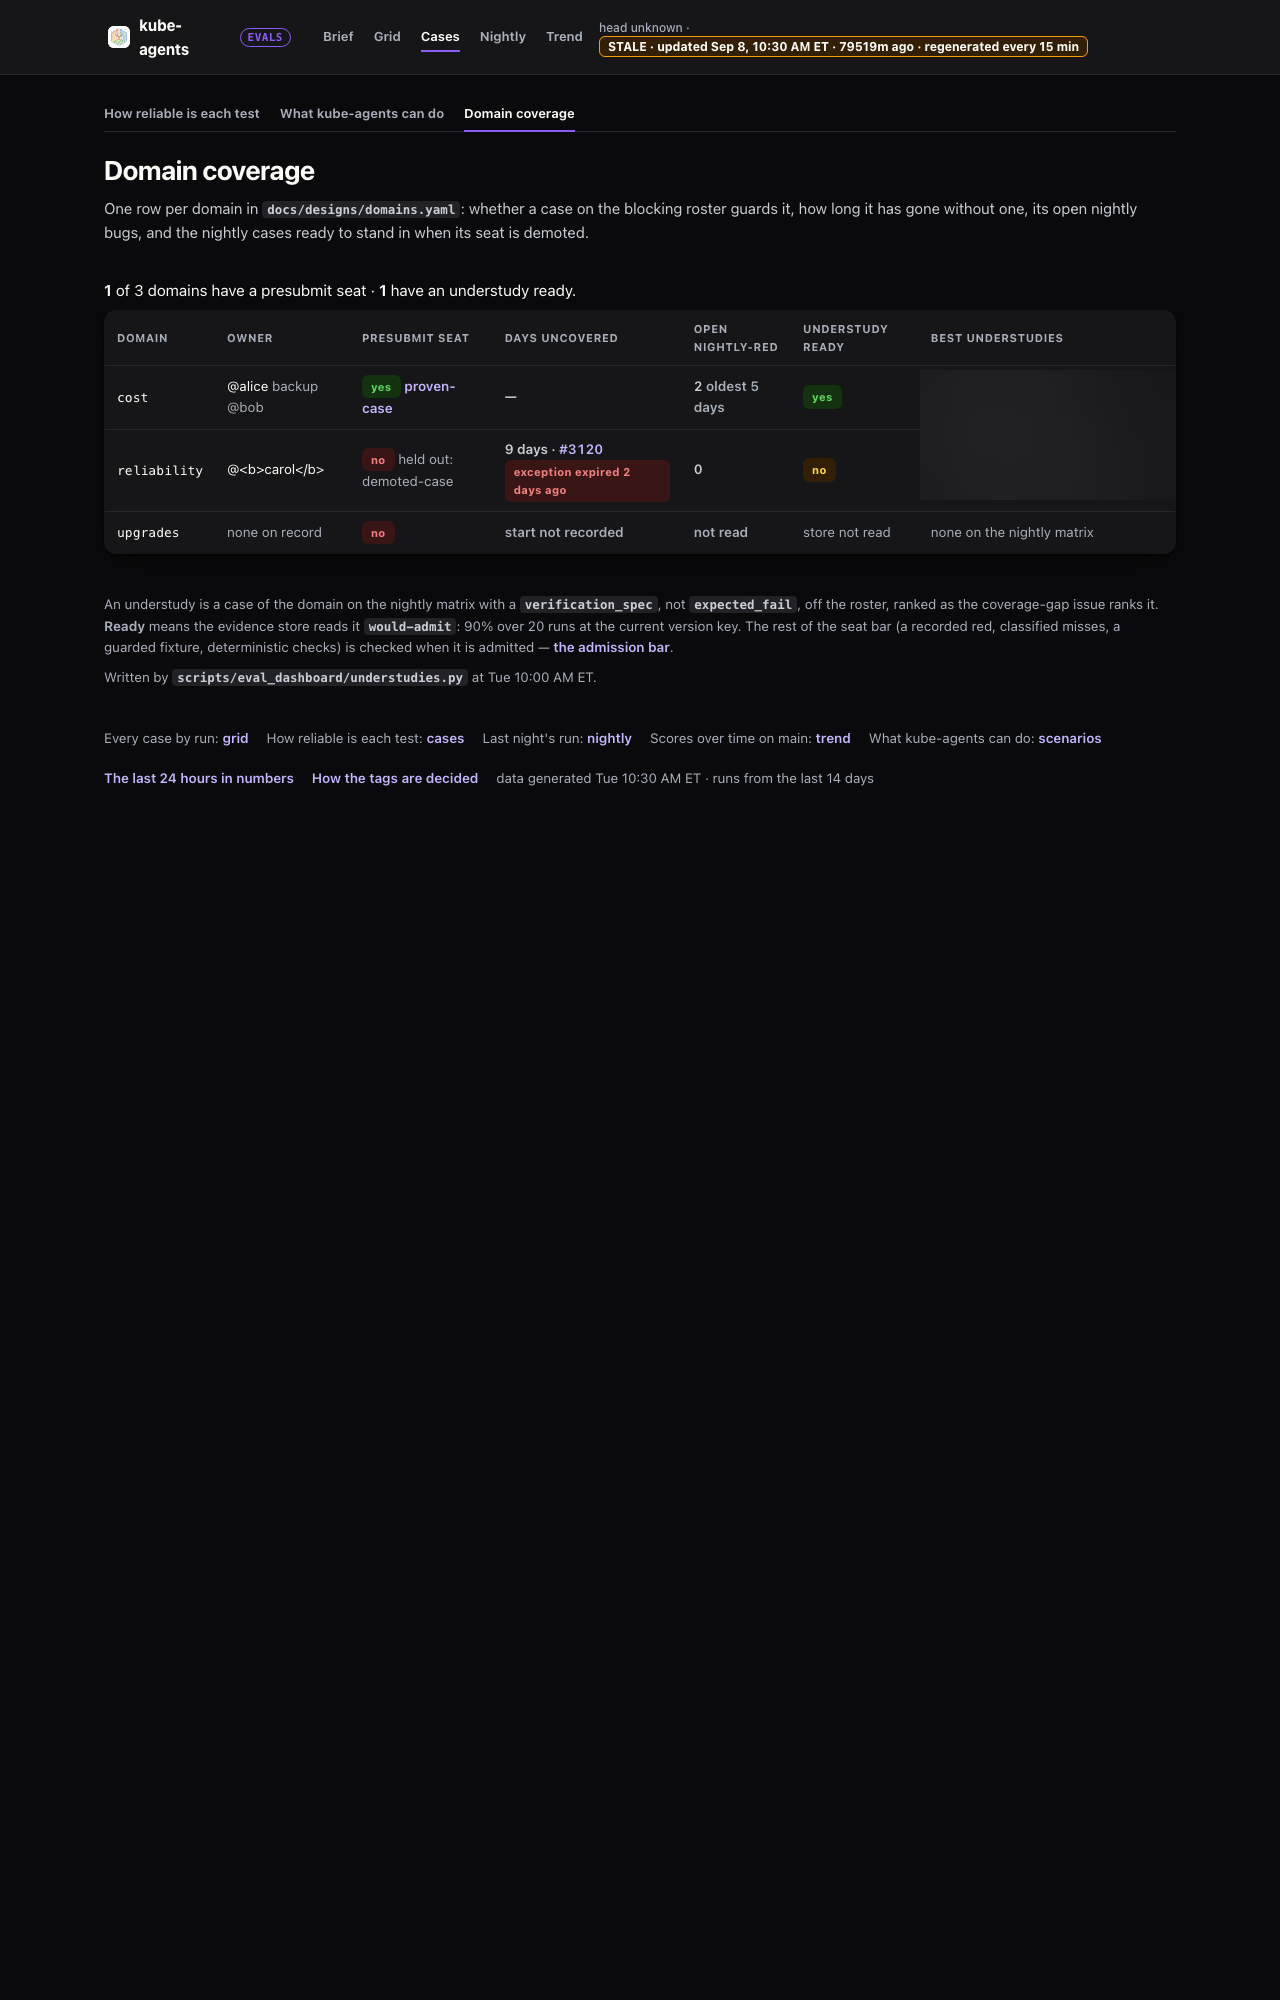 kube-agents
EVALS
Brief
Grid
Cases
Nightly
Trend
head unknown ·
STALE · updated Sep 8, 10:30 AM ET · 79519m ago · regenerated every 15 min
How reliable is each test
What kube-agents can do
Domain coverage
Domain coverage
One row per domain in docs/designs/domains.yaml: whether a case on the blocking roster guards it, how long it has gone without one, its open nightly
bugs, and the nightly cases ready to stand in when its seat is demoted.
1 of 3 domains have a presubmit seat · 1 have an understudy ready.
DOMAIN
OWNER
PRESUBMIT SEAT
DAYS UNCOVERED
OPEN
NIGHTLY-RED
UNDERSTUDY
READY
BEST UNDERSTUDIES
cost
@alice backup
@bob
yes proven-
case
—
2 oldest 5
days
yes
reliability
@<b>carol</b>
no held out:
demoted-case
9 days · #3120
exception expired 2
days ago
0
no
upgrades
none on record
no
start not recorded
not read
store not read
none on the nightly matrix
An understudy is a case of the domain on the nightly matrix with a verification_spec, not expected_fail, off the roster, ranked as the coverage-gap issue ranks it.
Ready means the evidence store reads it would-admit: 90% over 20 runs at the current version key. The rest of the seat bar (a recorded red, classified misses, a
guarded fixture, deterministic checks) is checked when it is admitted — the admission bar.
Written by scripts/eval_dashboard/understudies.py at Tue 10:00 AM ET.
Every case by run: grid
How reliable is each test: cases
Last night's run: nightly
Scores over time on main: trend
What kube-agents can do: scenarios
The last 24 hours in numbers
How the tags are decided
data generated Tue 10:30 AM ET · runs from the last 14 days